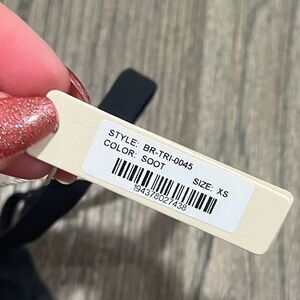 STYLE: BR-TRI-0045
COLOR: SOOT
SIZE: XS
194378027438